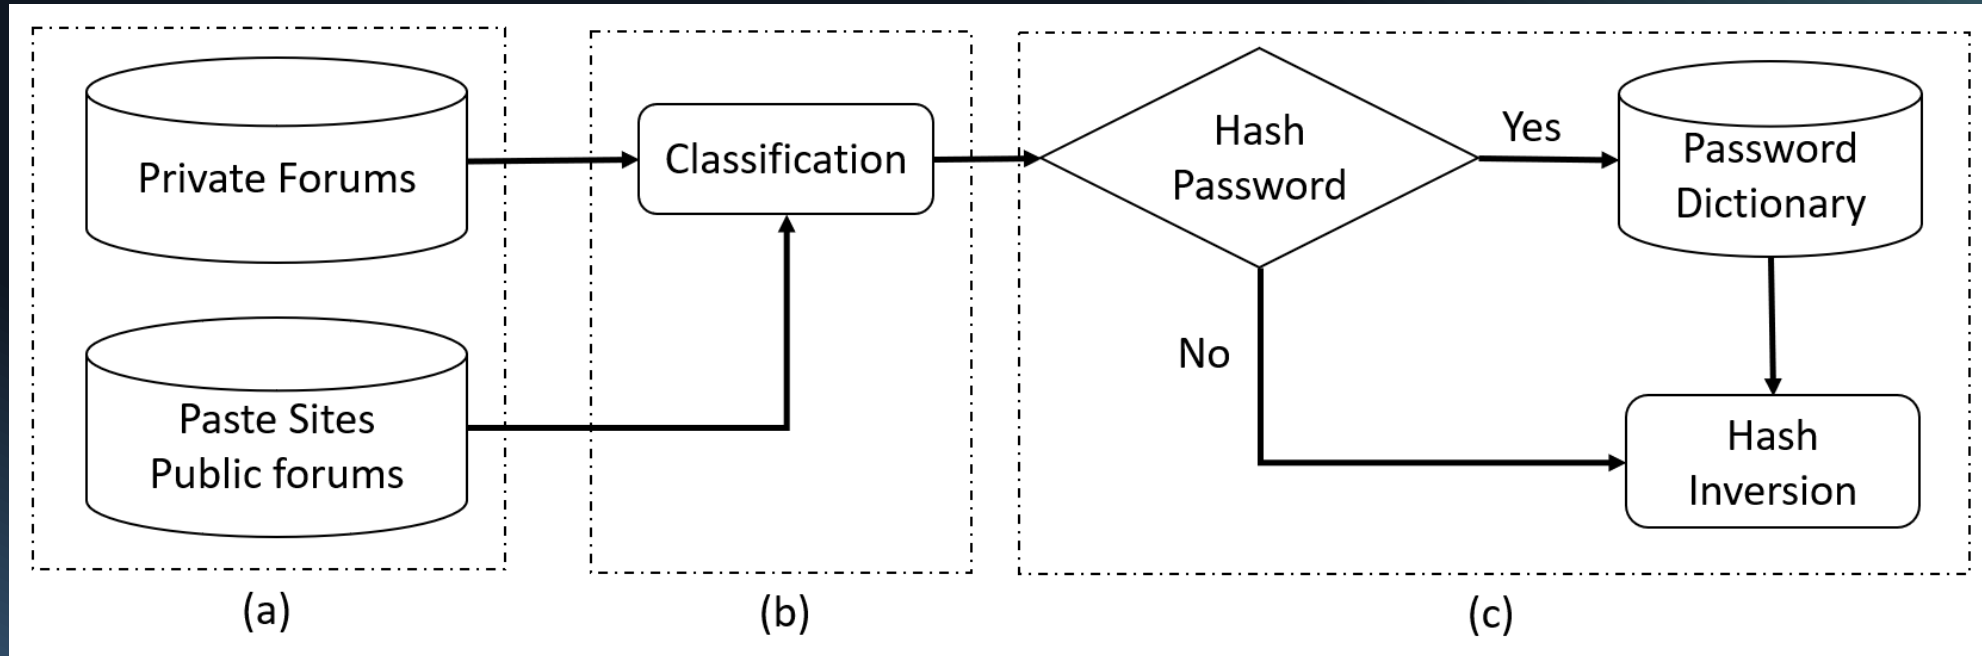 Private Forums
Paste Sites
Public forums
(a)
Classification
(b)
Hash
Password
Yes
No
Password
Dictionary
Hash
Inversion
(c)